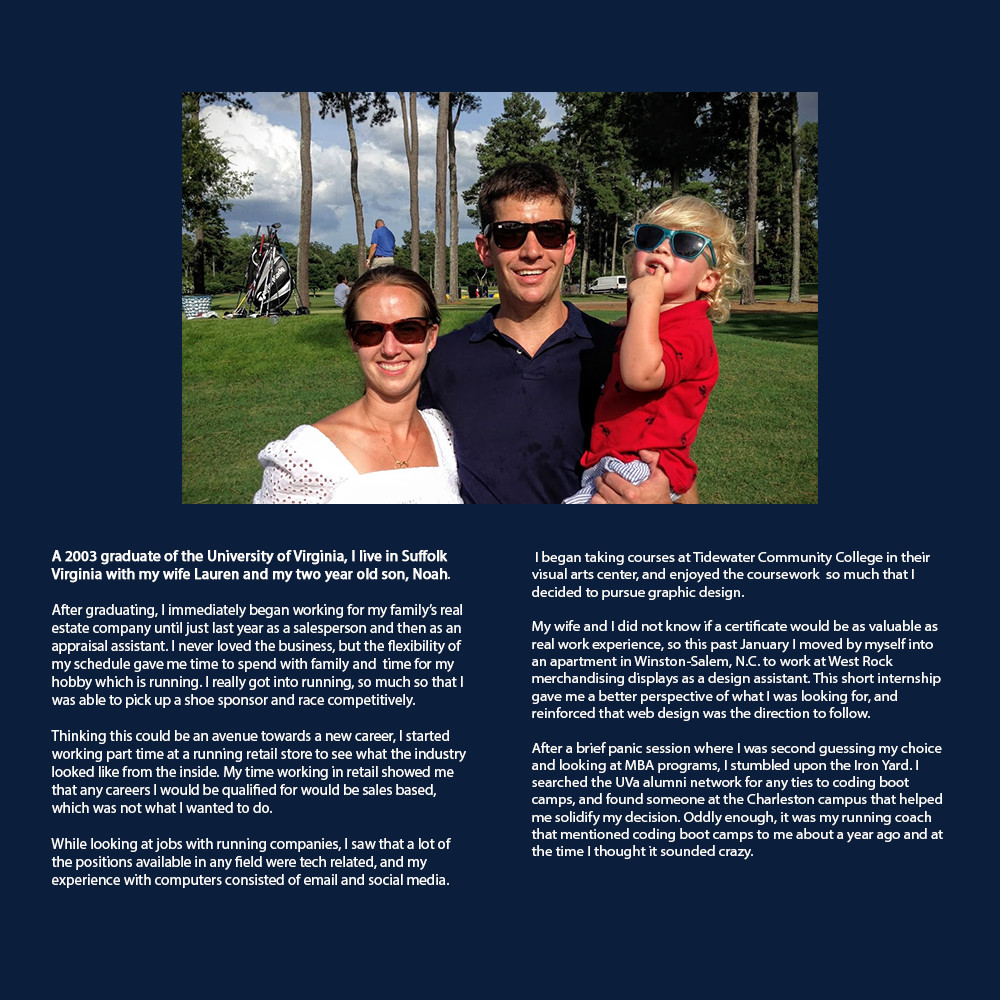 A 2003 graduate of the University of Virginia, I live in Suffolk
Virginia with my wife Lauren and my two year old son, Noah.
After graduating, I immediately began working for my family's real
estate company until just last year as a salesperson and then as an
appraisal assistant. I never loved the business, but the flexibility of
my schedule gave me time to spend with family and time for my
hobby which is running. I really got into running, so much so that I
was able to pick up a shoe sponsor and race competitively.
Thinking this could be an avenue towards a new career, I started
working part time at a running retail store to see what the industry
looked like from the inside. My time working in retail showed me
that any careers I would be qualified for would be sales based,
which was not what I wanted to do.
While looking at jobs with running companies, I saw that a lot of
the positions available in any field were tech related, and my
experience with computers consisted of email and social media.
I began taking courses at Tidewater Community College in their
visual arts center, and enjoyed the coursework so much that I
decided to pursue graphic design.
My wife and I did not know if a certificate would be as valuable as
real work experience, so this past January I moved by myself into
an apartment in Winston-Salem, N.C. to work at West Rock
merchandising displays as a design assistant. This short internship
gave me a better perspective of what I was looking for, and
reinforced that web design was the direction to follow.
After a brief panic session where I was second guessing my choice
and looking at MBA programs, I stumbled upon the Iron Yard. I
searched the UVa alumni network for any ties to coding boot
camps, and found someone at the Charleston campus that helped
me solidify my decision. Oddly enough, it was my running coach
that mentioned coding boot camps to me about a year ago and at
the time I thought it sounded crazy.